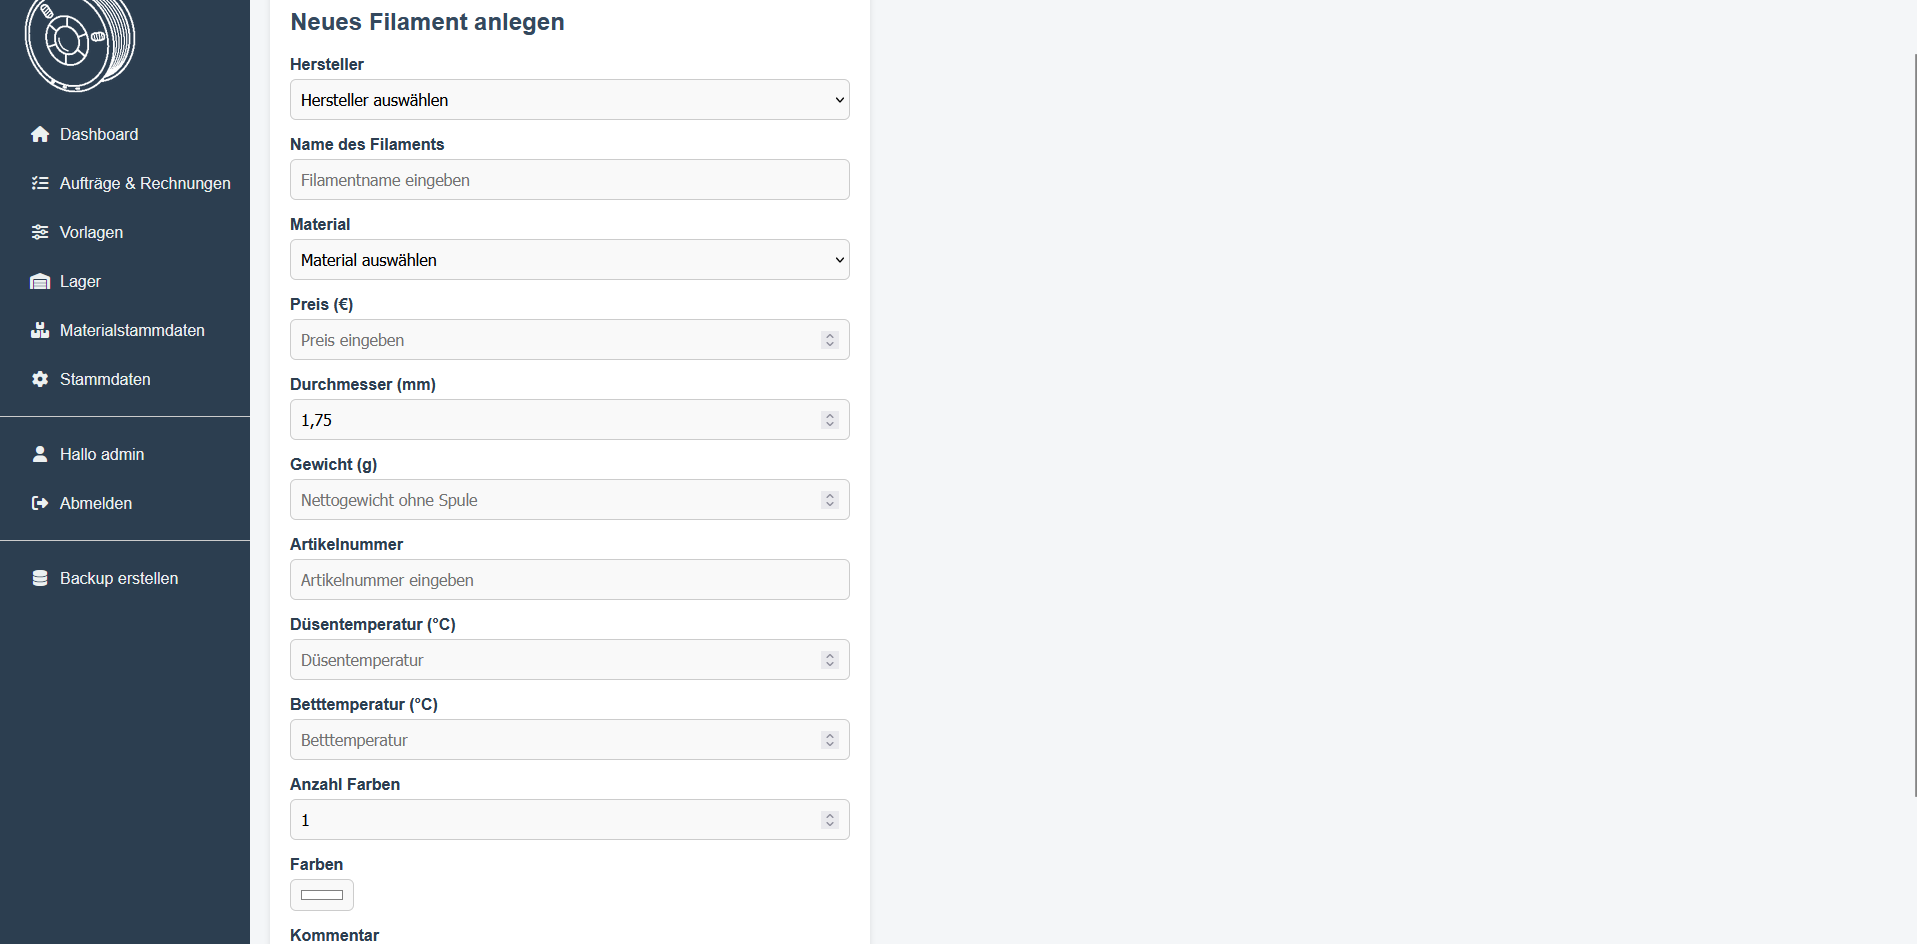 Dashboard
Aufträge & Rechnungen
Vorlagen
Lager
Materialstammdaten
Stammdaten
Hallo admin
Abmelden
Backup erstellen
Neues Filament anlegen
Hersteller
Hersteller auswählen
Name des Filaments
Filamentname eingeben
Material
Material auswählen
Preis (€)
Preis eingeben
Durchmesser (mm)
1,75
Gewicht (g)
Nettogewicht ohne Spule
Artikelnummer
Artikelnummer eingeben
Düsentemperatur (°C)
Düsentemperatur
Betttemperatur (°C)
Betttemperatur
Anzahl Farben
1
Farben
Kommentar